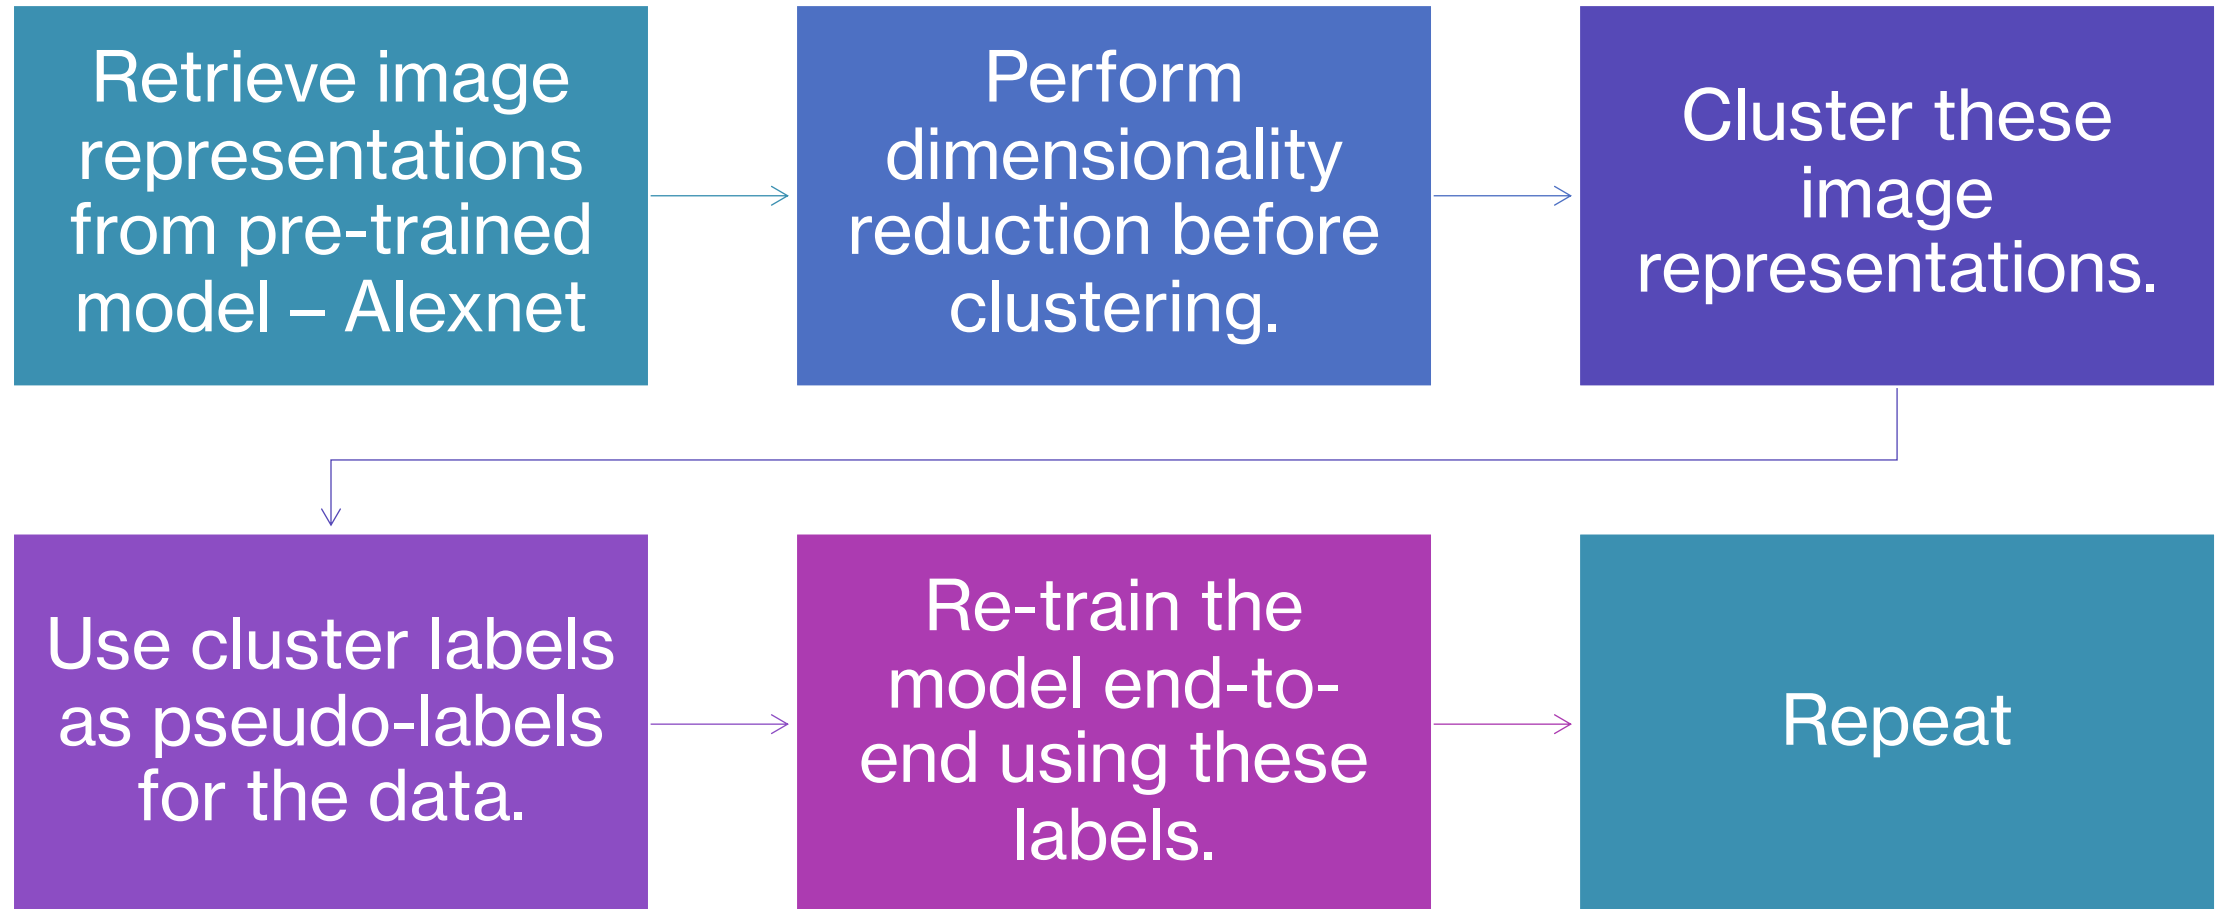 Retrieve image
representations
from pre-trained
model – Alexnet
Perform
dimensionality
reduction before
clustering.
Cluster these
image
representations.
Use cluster labels
as pseudo-labels
for the data.
Re-train the
model end-to-
end using these
labels.
Repeat